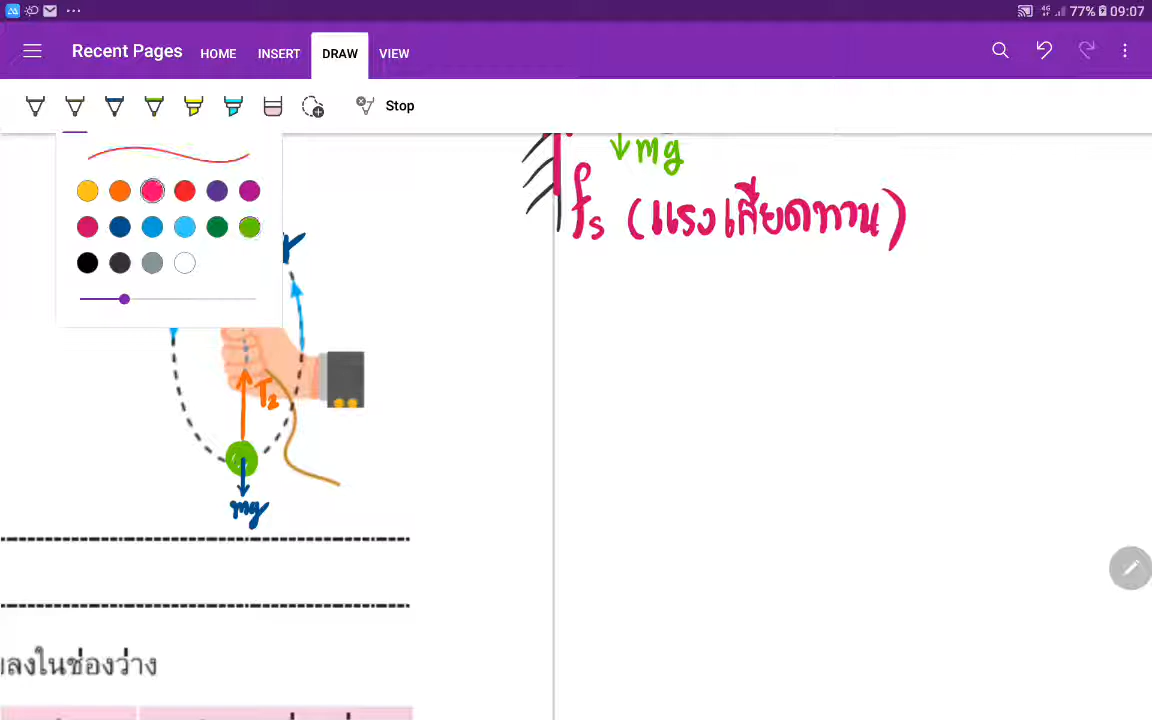 4G 77% 09:07
Recent Pages HOME INSERT DRAW VIEW
Stop
mg
fs (แรงเสียดทาน)
T2
mg
ลงในช่องว่าง